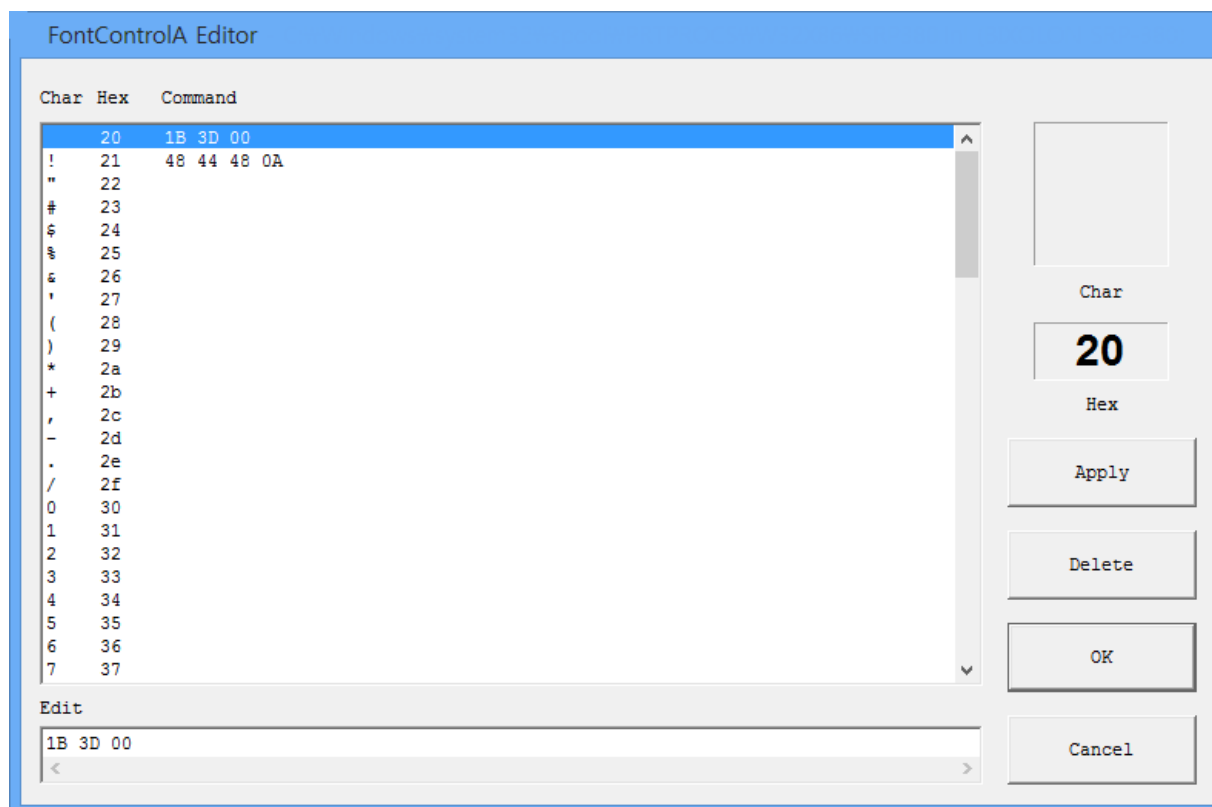 FontControlA Editor
Char Hex Command
20 1B 3D 00
! 21 48 44 48 0A
" 22
# 23
$ 24
% 25
& 26
' 27
( 28
) 29
* 2a
+ 2b
, 2c
- 2d
. 2e
/ 2f
0 30
1 31
2 32
3 33
4 34
5 35
6 36
7 37
Char
20
Hex
Apply
Delete
OK
Cancel
Edit
1B 3D 00